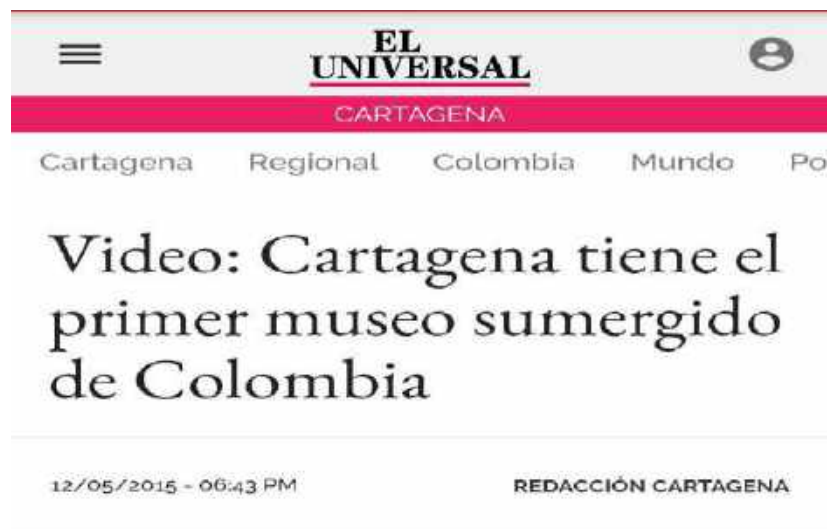 EL
UNIVERSAL
CARTAGENA
Cartagena Regional Colombia Mundo Po
Video: Cartagena tiene el
primer museo sumergido
de Colombia
12/05/2015 - 06:43 PM REDACCIÓN CARTAGENA